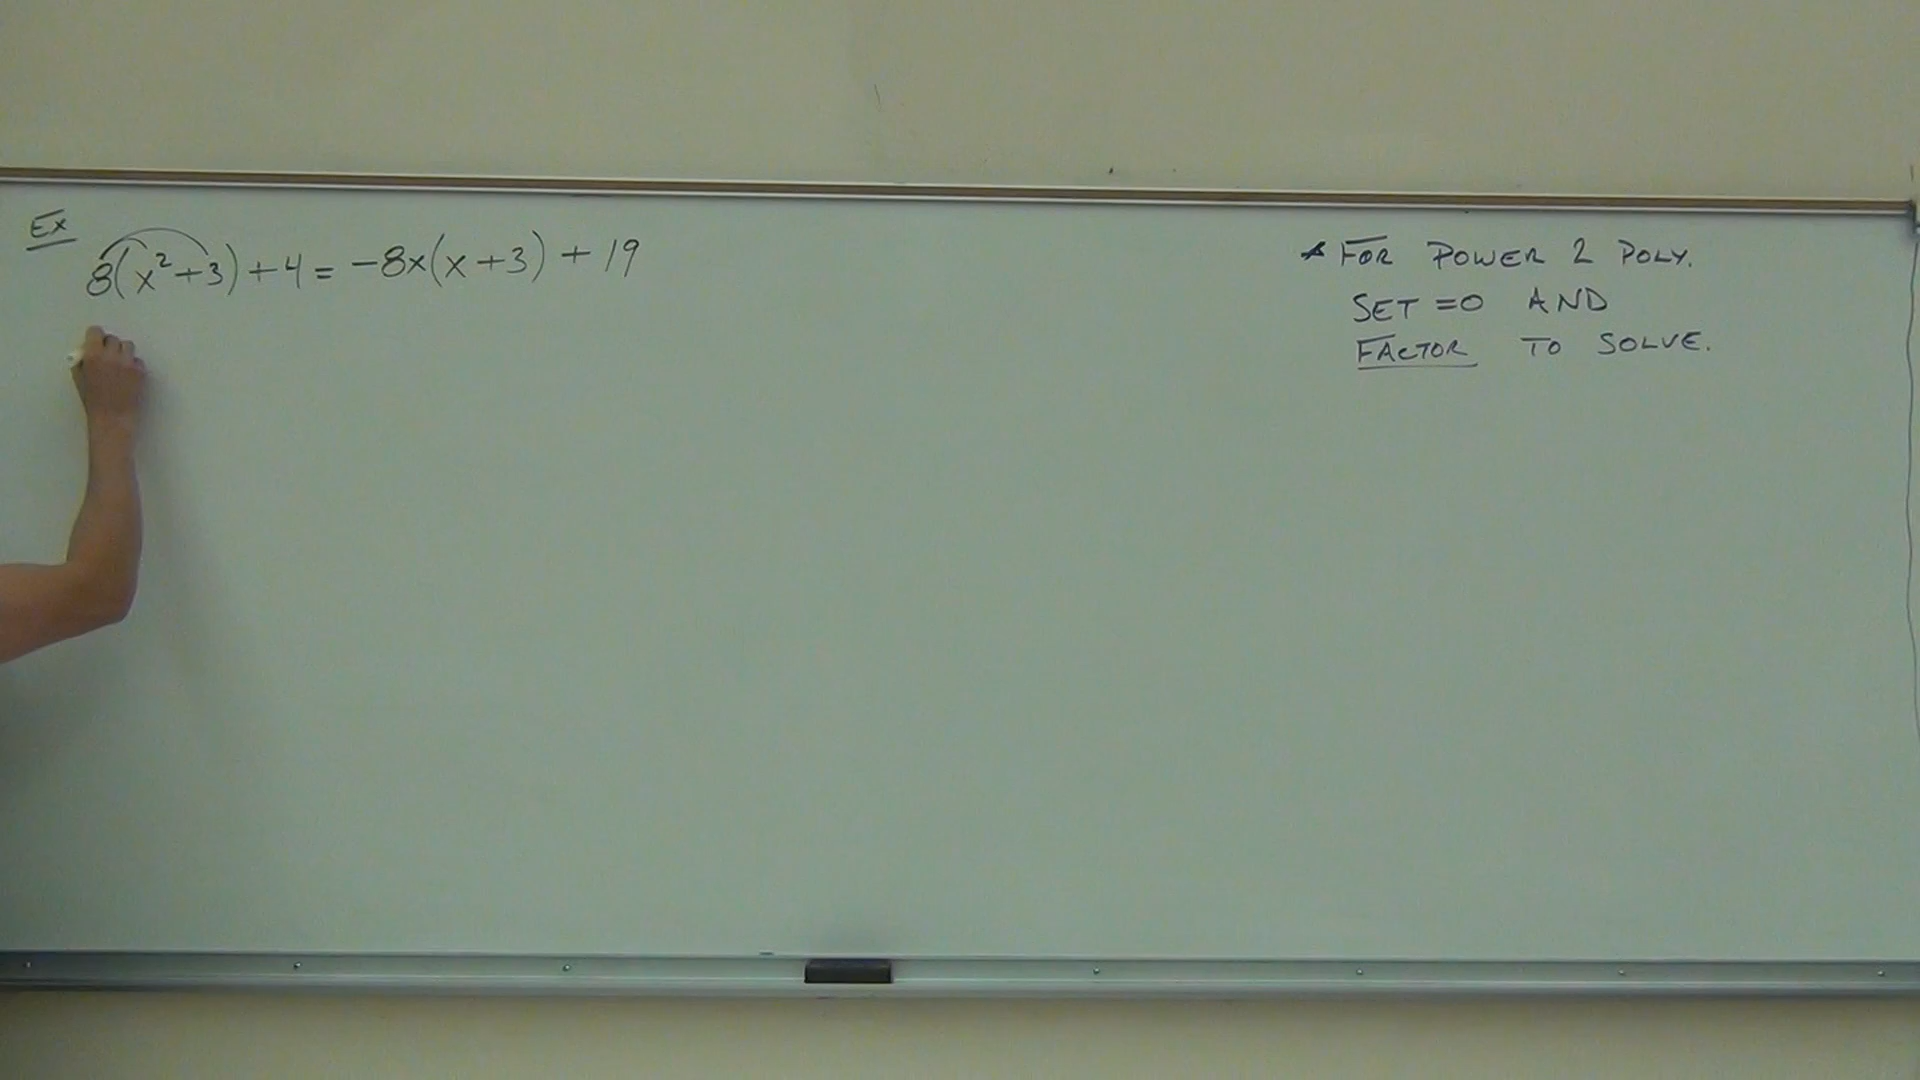 Ex
8(x²+3)+4=-8x(x+3)+19
* FOR POWER 2 POLY.
SET =0 AND
FACTOR TO SOLVE.